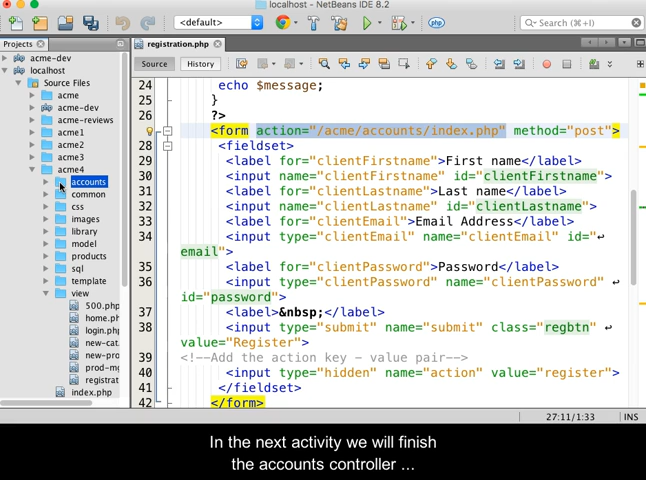 localhost - NetBeans IDE 8.2
<default>
php
Search (⌘+I)
Projects
acme-dev
localhost
Source Files
acme
acme-dev
acme-reviews
acme1
acme2
acme3
acme4
accounts
common
css
images
library
model
products
sql
template
view
500.php
home.ph
login.php
new-cat.
new-pro
prod-mg
registrat
index.php
registration.php
Source
History
24 echo $message;
25 }
26 ?>
27 <form action="/acme/accounts/index.php" method="post">
28 <fieldset>
29 <label for="clientFirstname">First name</label>
30 <input name="clientFirstname" id="clientFirstname">
31 <label for="clientLastname">Last name</label>
32 <input name="clientLastname" id="clientLastname">
33 <label for="clientEmail">Email Address</label>
34 <input type="clientEmail" name="clientEmail" id="↩
email">
35 <label for="clientPassword">Password</label>
36 <input type="clientPassword" name="clientPassword" ↩
id="password">
37 <label>&nbsp;</label>
38 <input type="submit" name="submit" class="regbtn" ↩
value="Register">
39 <!--Add the action key - value pair-->
40 <input type="hidden" name="action" value="register">
41 </fieldset>
42 </form>
27:11/1:33
INS
In the next activity we will finish
the accounts controller ...